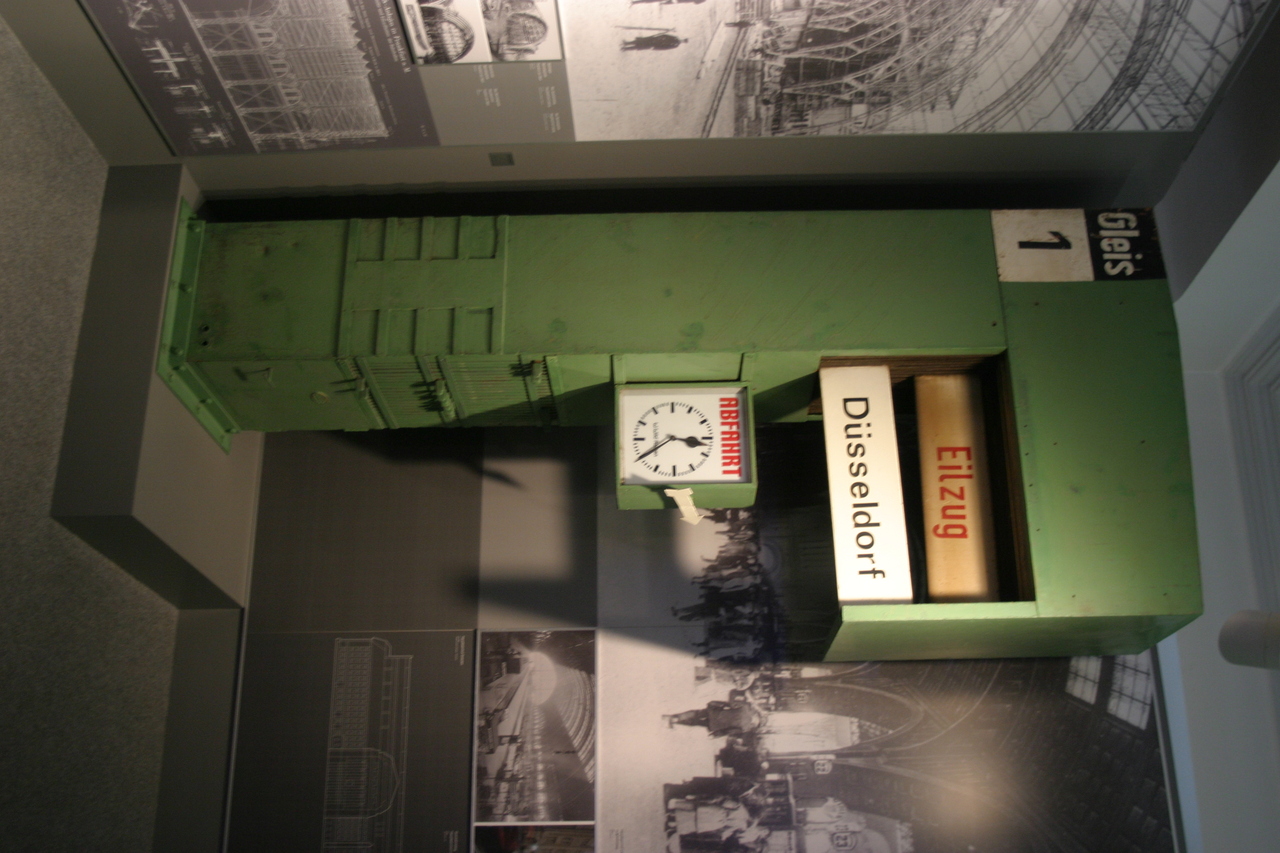 Gleis
1
Eilzug
Düsseldorf
ABFAHRT